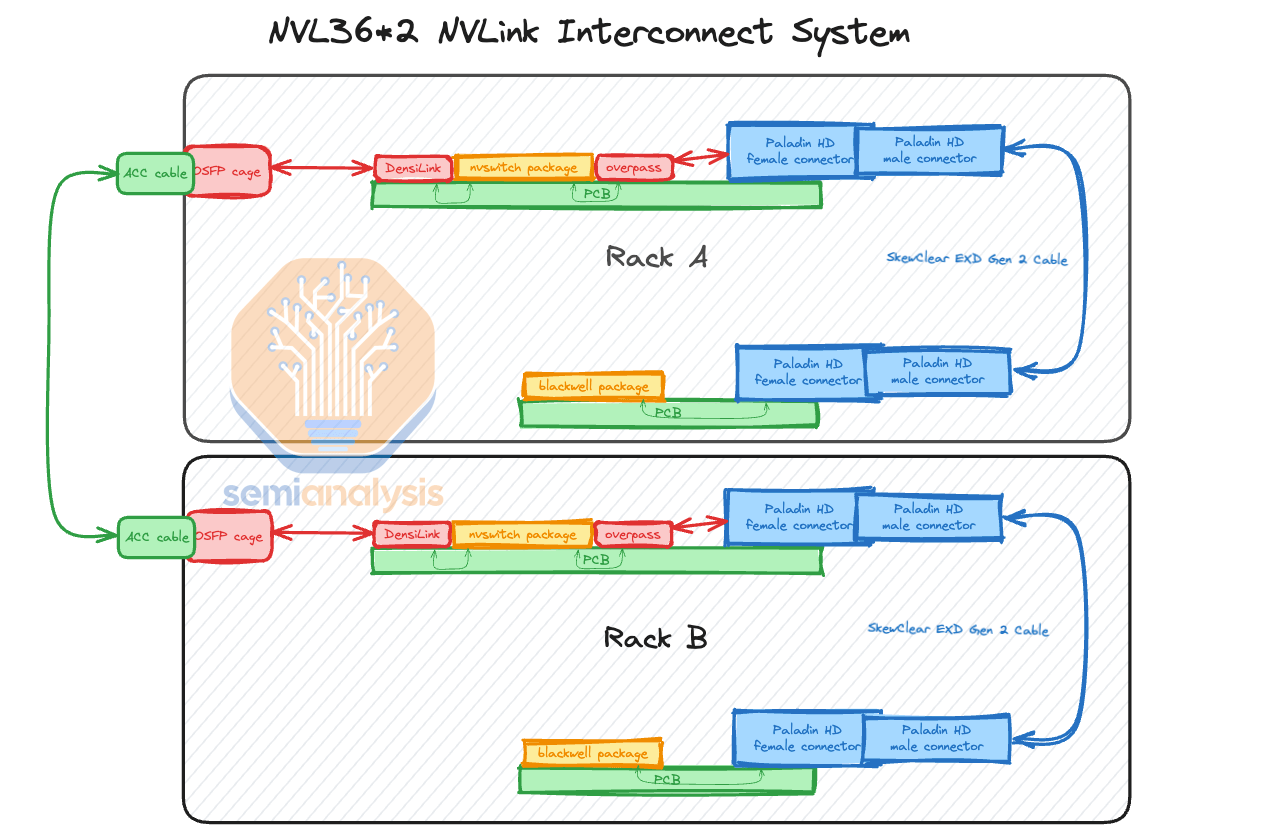 NVL36*2 NVLink Interconnect System
ACC cable
OSFP cage
DensiLink
nvswitch package
overpass
PCB
Paladin HD
female connector
Paladin HD
male connector
Rack A
SkewClear EXD Gen 2 Cable
blackwell package
PCB
Paladin HD
female connector
Paladin HD
male connector
semianalysis
ACC cable
OSFP cage
DensiLink
nvswitch package
overpass
PCB
Paladin HD
female connector
Paladin HD
male connector
Rack B
SkewClear EXD Gen 2 Cable
blackwell package
PCB
Paladin HD
female connector
Paladin HD
male connector